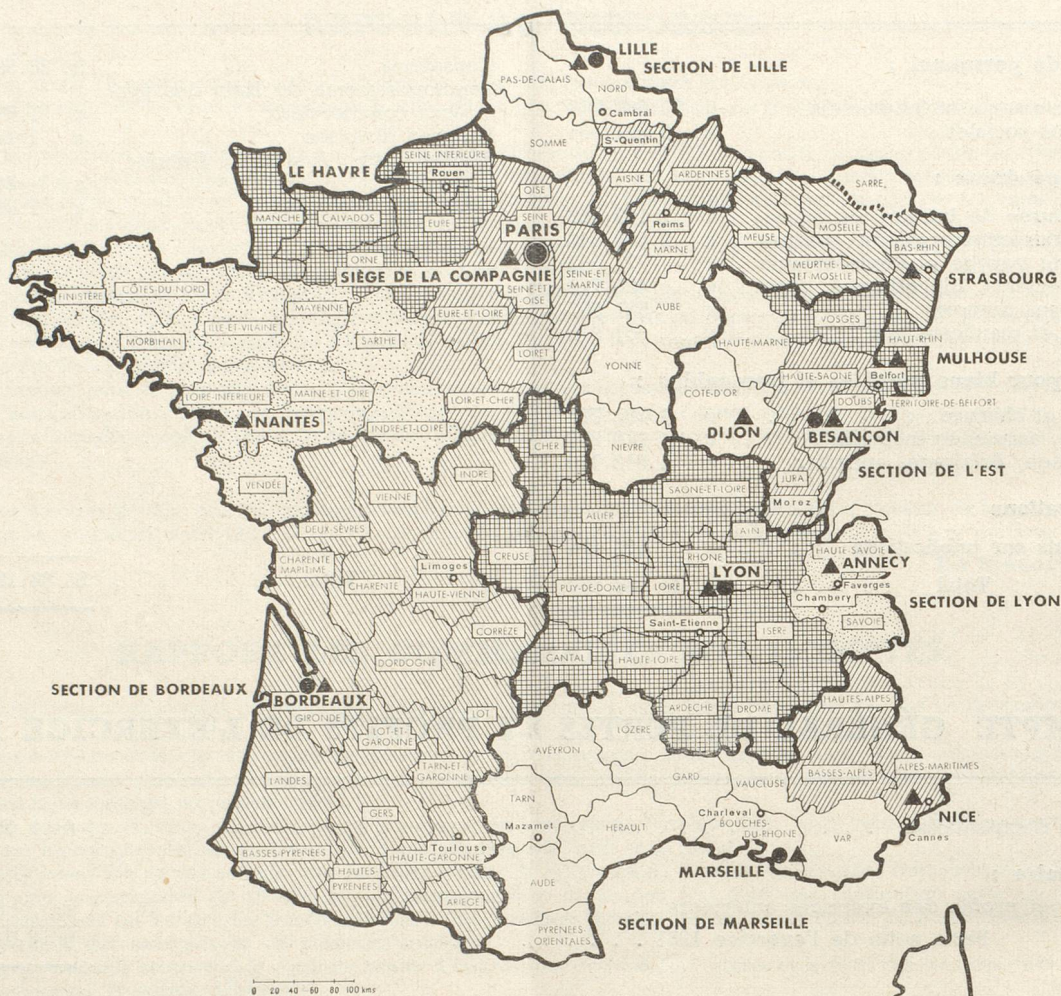 LILLE
SECTION DE LILLE
PAS-DE-CALAIS
NORD
Cambrai
SOMME
St-Quentin
AISNE
ARDENNES
SEINE INFERIEURE
LE HAVRE
Rouen
OISE
SARRE
MANCHE
CALVADOS
EURE
SEINE
PARIS
Reims
MARNE
MEUSE
MOSELLE
BAS-RHIN
ORNE
SIÈGE DE LA COMPAGNIE
SEINE-ET-OISE
SEINE-ET-MARNE
MEURTHE-ET-MOSELLE
STRASBOURG
FINISTÈRE
CÔTES-DU-NORD
MAYENNE
EURE-ET-LOIRE
AUBE
VOSGES
MORBIHAN
ILLE-ET-VILAINE
SARTHE
LOIRET
HAUTE-MARNE
HAUT-RHIN
MULHOUSE
YONNE
HAUTE-SAONE
Belfort
LOIRE-INFERIEURE
MAINE-ET-LOIRE
LOIR-ET-CHER
COTE-D'OR
DOUBS
TERRITOIRE-DE-BELFORT
NANTES
INDRE-ET-LOIRE
CHER
NIEVRE
DIJON
BESANÇON
SECTION DE L'EST
VENDÉE
VIENNE
INDRE
SAONE-ET-LOIRE
JURA
Morez
DEUX-SÈVRES
ALLIER
AIN
CHARENTE MARITIME
CHARENTE
Limoges
HAUTE-VIENNE
CREUSE
PUY-DE-DOME
LOIRE
RHONE
LYON
HAUTE-SAVOIE
ANNECY
Faverges
Chambery
SECTION DE LYON
SAVOIE
CORRÈZE
Saint-Etienne
ISÈRE
DORDOGNE
CANTAL
HAUTE-LOIRE
SECTION DE BORDEAUX
BORDEAUX
GIRONDE
LOT
ARDECHE
DROME
HAUTES-ALPES
LOT-ET-GARONNE
AVEYRON
LOZERE
LANDES
TARN-ET-GARONNE
GARD
VAUCLUSE
BASSES-ALPES
ALPES-MARITIMES
GERS
TARN
Charleval
BOUCHES-DU-RHONE
VAR
NICE
Cannes
Toulouse
Mazamet
HERAULT
BASSES-PYRENEES
HAUTES-PYRENEES
HAUTE-GARONNE
MARSEILLE
ARIEGE
AUDE
SECTION DE MARSEILLE
PYRENEES-ORIENTALES
0 20 40 60 80 100 kms